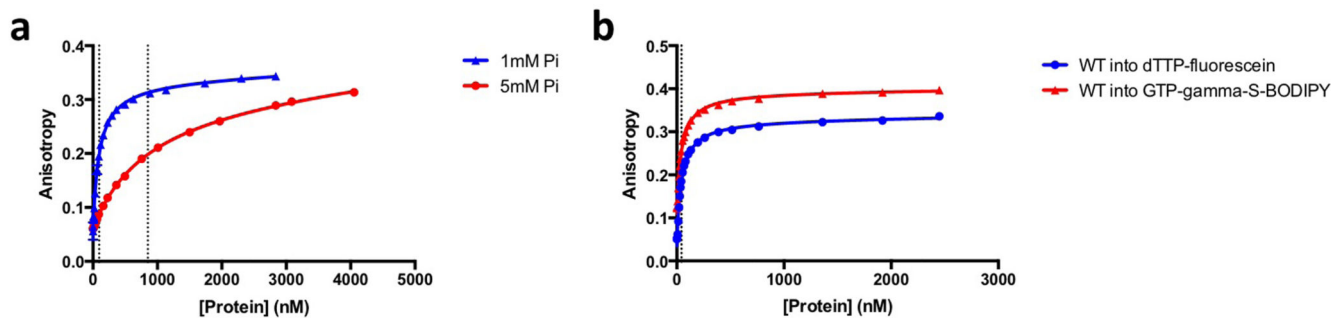 a
Anisotropy
0.4
0.3
0.2
0.1
0.0
0 1000 2000 3000 4000 5000
[Protein] (nM)
1mM Pi
5mM Pi
b
Anisotropy
0.5
0.4
0.3
0.2
0.1
0.0
0 1000 2000 3000
[Protein] (nM)
WT into dTTP-fluorescein
WT into GTP-gamma-S-BODIPY